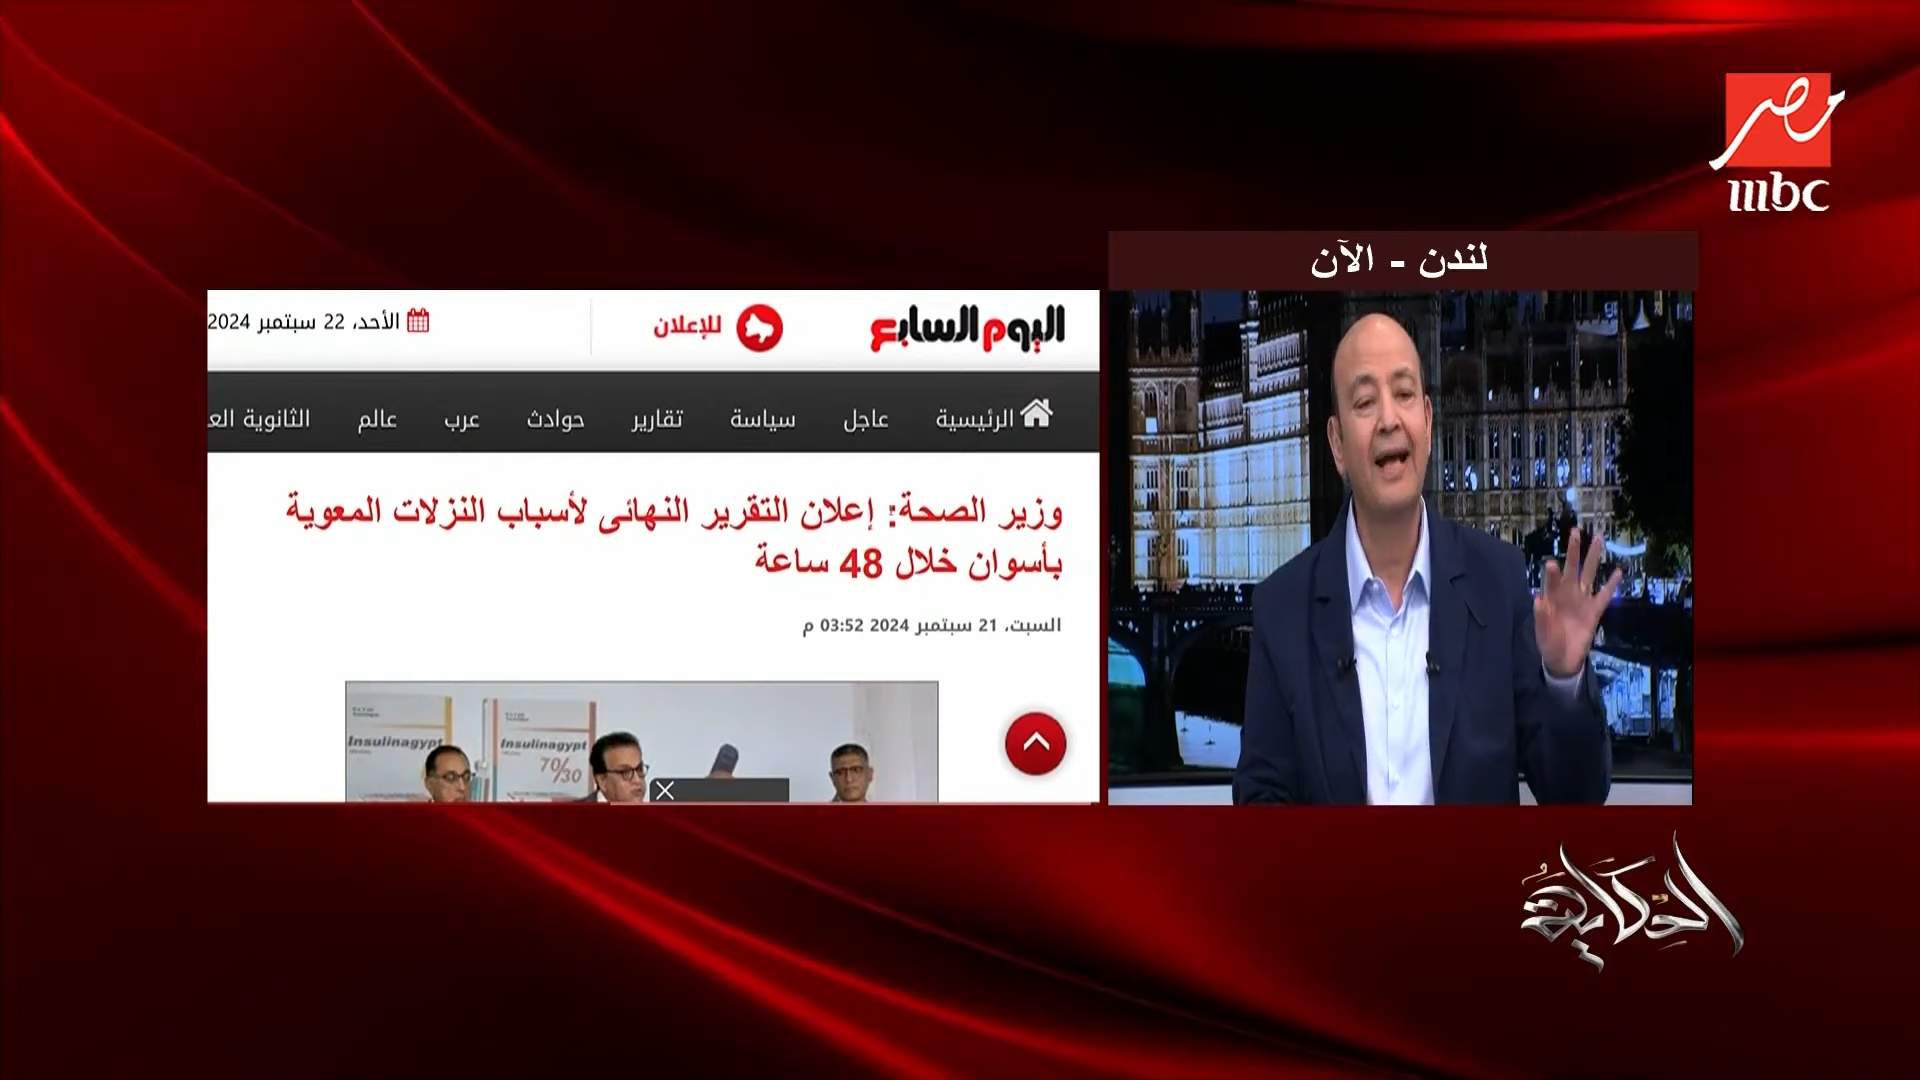 مصر
mbc
لندن - الآن
اليوم السابع
للإعلان
الأحد، 22 سبتمبر 2024
الرئيسية عاجل سياسة تقارير حوادث عرب عالم الثانوية الع
وزير الصحة: إعلان التقرير النهائى لأسباب النزلات المعوية
بأسوان خلال 48 ساعة
السبت، 21 سبتمبر 2024 03:52 م
Insulinagypt
Insulinagypt
70/30
الحكاية